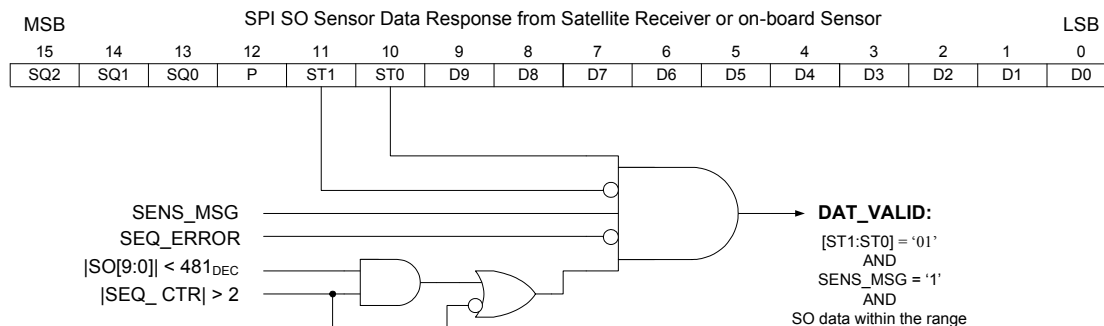 SPI SO Sensor Data Response from Satellite Receiver or on-board Sensor
MSB LSB
15 14 13 12 11 10 9 8 7 6 5 4 3 2 1 0
SQ2 SQ1 SQ0 P ST1 ST0 D9 D8 D7 D6 D5 D4 D3 D2 D1 D0
SENS_MSG
SEQ_ERROR
|SO[9:0]| < 481DEC
|SEQ_ CTR| > 2
DAT_VALID:
[ST1:ST0] = ‘01’
AND
SENS_MSG = ‘1’
AND
SO data within the range